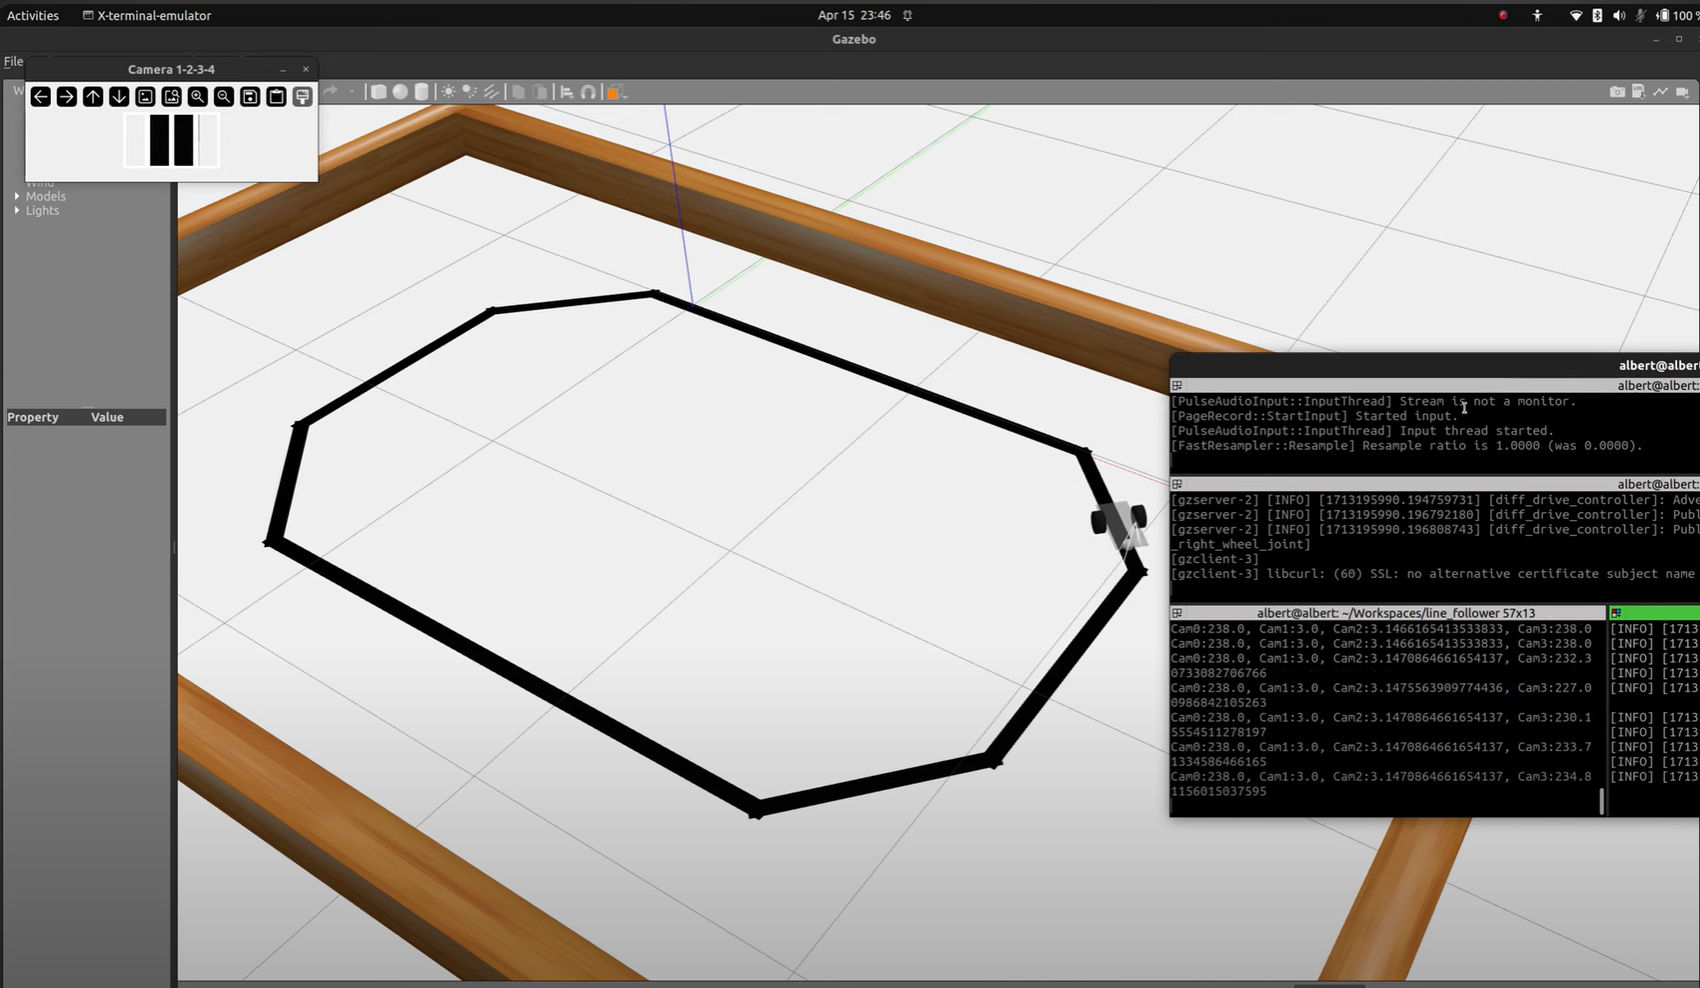 Activities X-terminal-emulator Apr 15 23:46 100 %
Gazebo
File
Camera 1-2-3-4
W
Wind
Models
Lights
Property Value
albert@alber
albert@albert:
[PulseAudioInput::InputThread] Stream is not a monitor.
[PageRecord::StartInput] Started input.
[PulseAudioInput::InputThread] Input thread started.
[FastResampler::Resample] Resample ratio is 1.0000 (was 0.0000).
albert@albert:
[gzserver-2] [INFO] [1713195990.194759731] [diff_drive_controller]: Adve
[gzserver-2] [INFO] [1713195990.196792180] [diff_drive_controller]: Publ
[gzserver-2] [INFO] [1713195990.196808743] [diff_drive_controller]: Publ
_right_wheel_joint]
[gzclient-3]
[gzclient-3] libcurl: (60) SSL: no alternative certificate subject name
albert@albert: ~/Workspaces/line_follower 57x13
Cam0:238.0, Cam1:3.0, Cam2:3.1466165413533833, Cam3:238.0
Cam0:238.0, Cam1:3.0, Cam2:3.1466165413533833, Cam3:238.0
Cam0:238.0, Cam1:3.0, Cam2:3.1470864661654137, Cam3:232.3
0733082706766
Cam0:238.0, Cam1:3.0, Cam2:3.1475563909774436, Cam3:227.0
0986842105263
Cam0:238.0, Cam1:3.0, Cam2:3.1470864661654137, Cam3:230.1
5554511278197
Cam0:238.0, Cam1:3.0, Cam2:3.1470864661654137, Cam3:233.7
1334586466165
Cam0:238.0, Cam1:3.0, Cam2:3.1470864661654137, Cam3:234.8
1156015037595
[INFO] [1713
[INFO] [1713
[INFO] [1713
[INFO] [1713
[INFO] [1713
[INFO] [1713
[INFO] [1713
[INFO] [1713
[INFO] [1713
[INFO] [1713